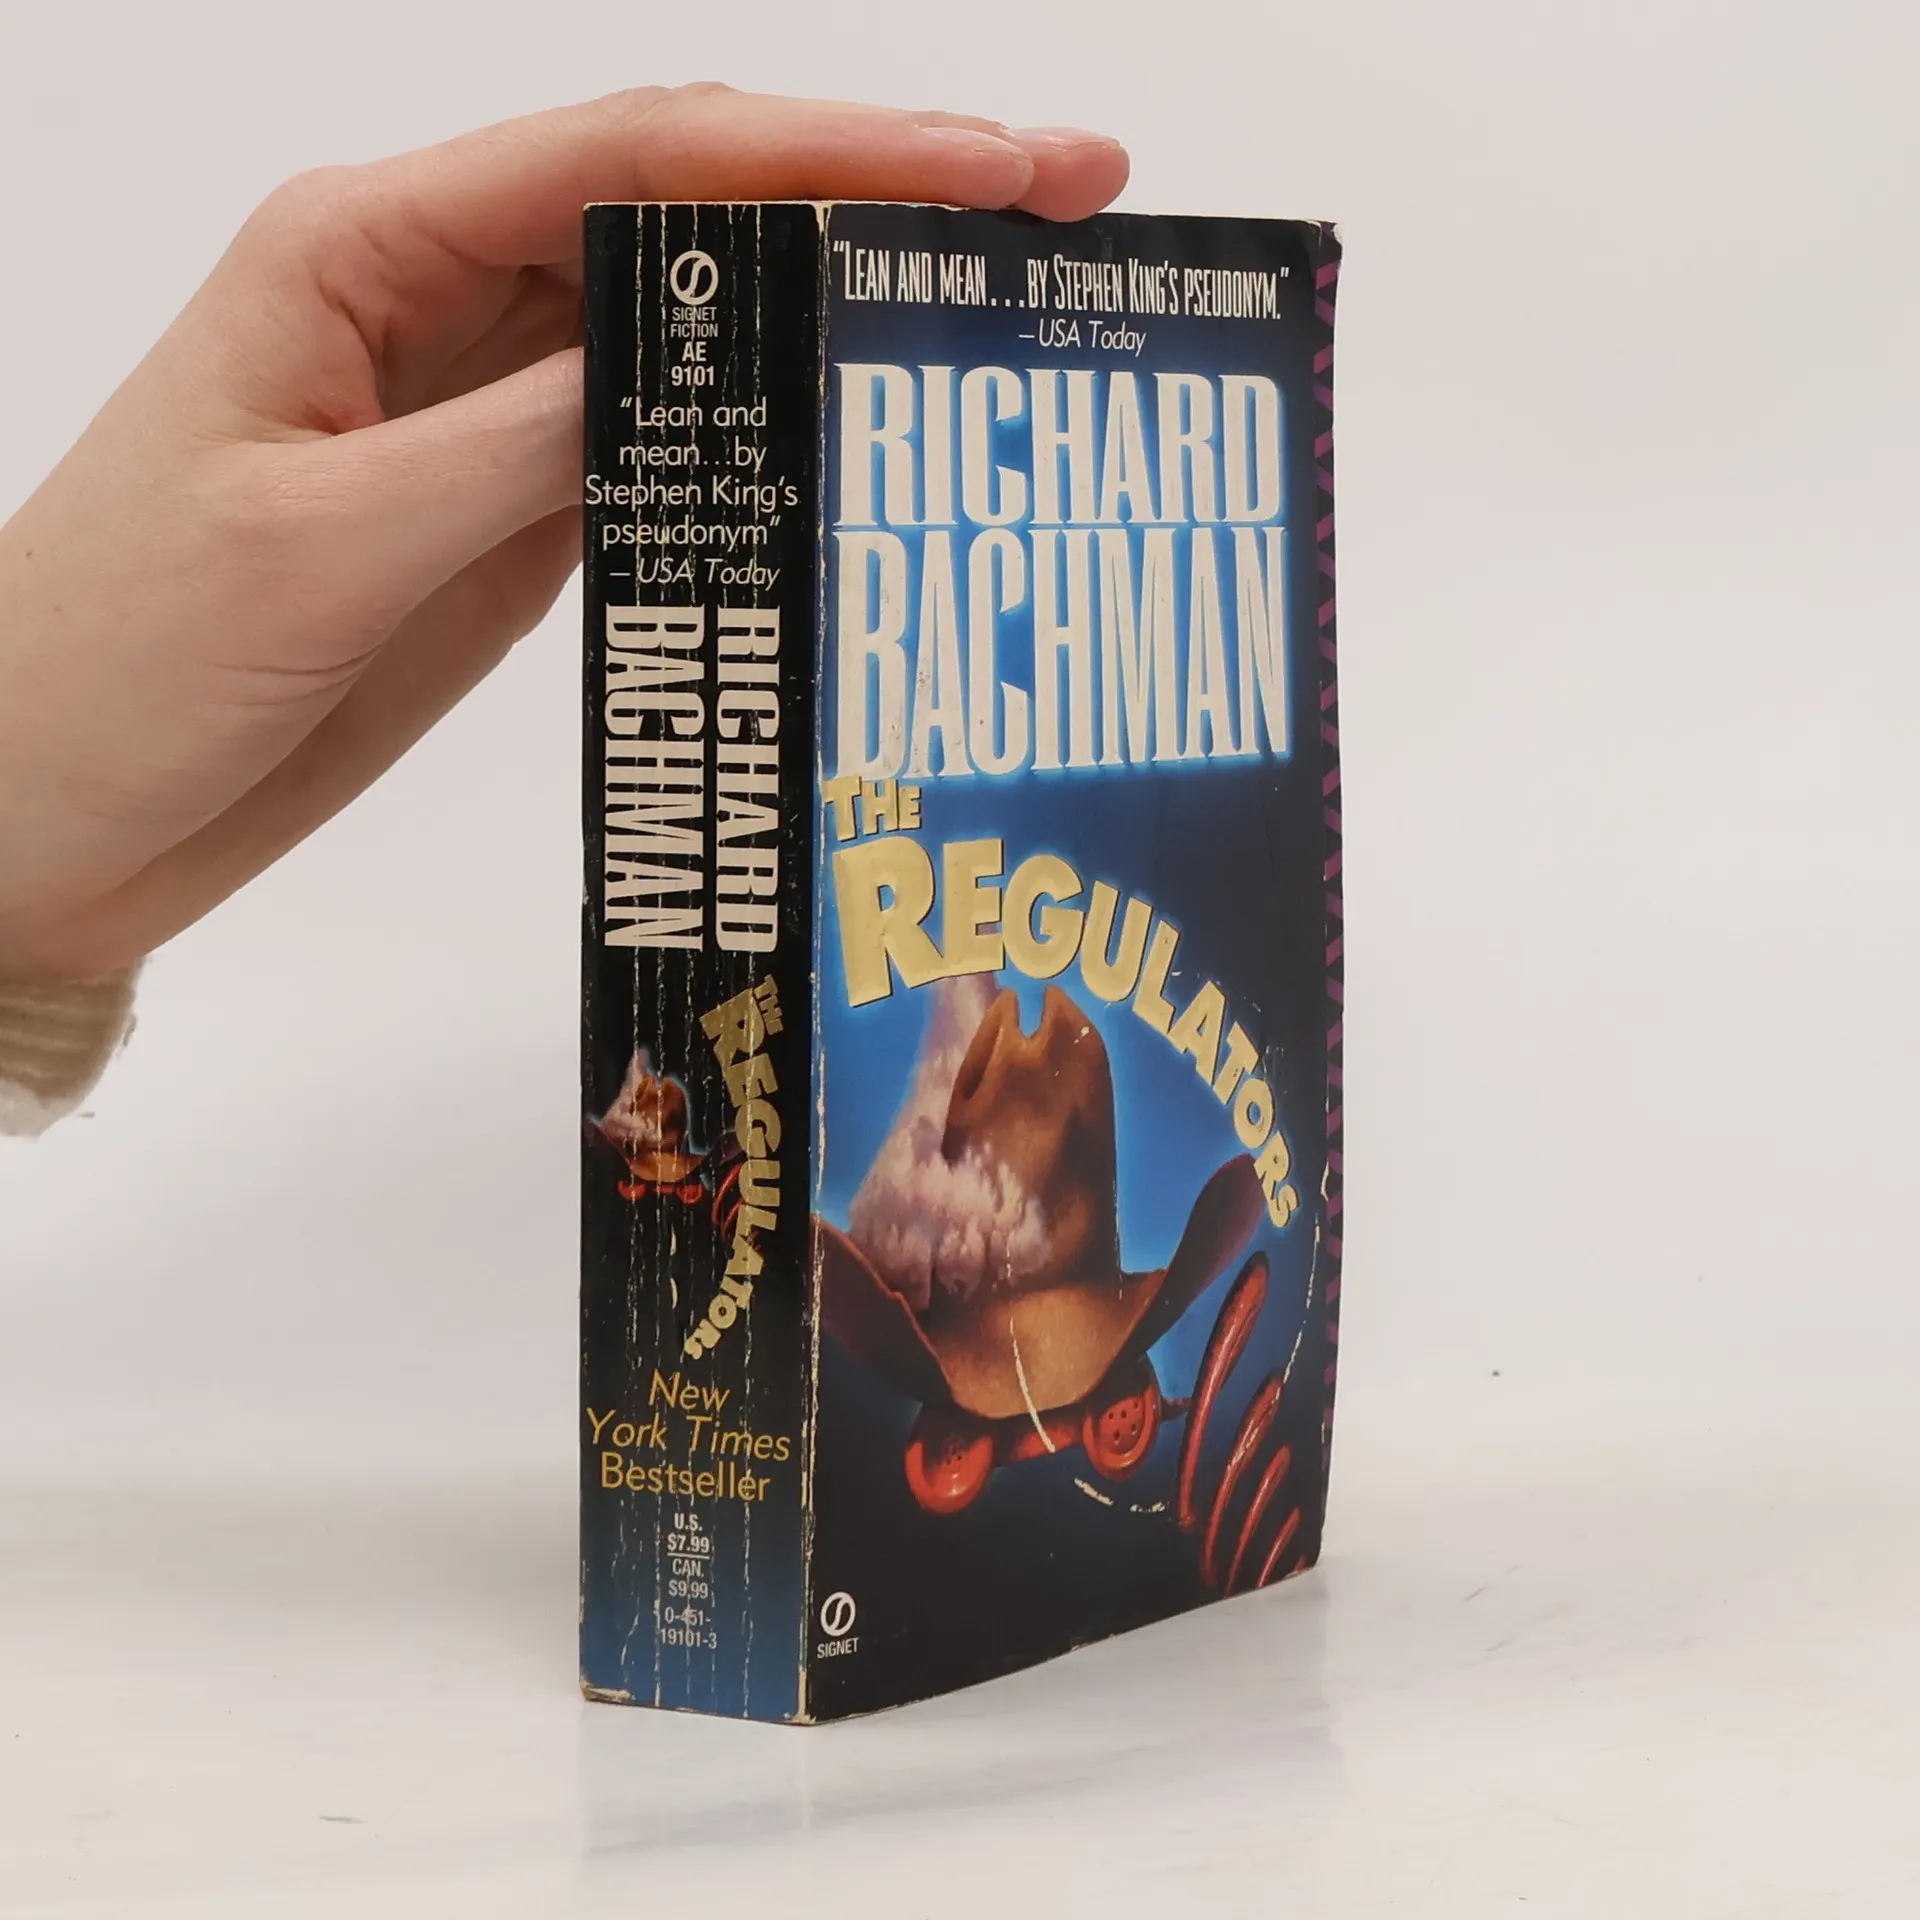 SIGNET
FICTION
AE
9101
“Lean and
mean...by
Stephen King's
pseudonym”
—USA Today
RICHARD
BACHMAN
THE
REGULATORS
New
York Times
Bestseller
U.S.
$7.99
CAN.
$9.99
0-451-
19101-3
“LEAN AND MEAN...BY STEPHEN KING'S PSEUDONYM.”
—USA Today
RICHARD
BACHMAN
THE
REGULATORS
SIGNET